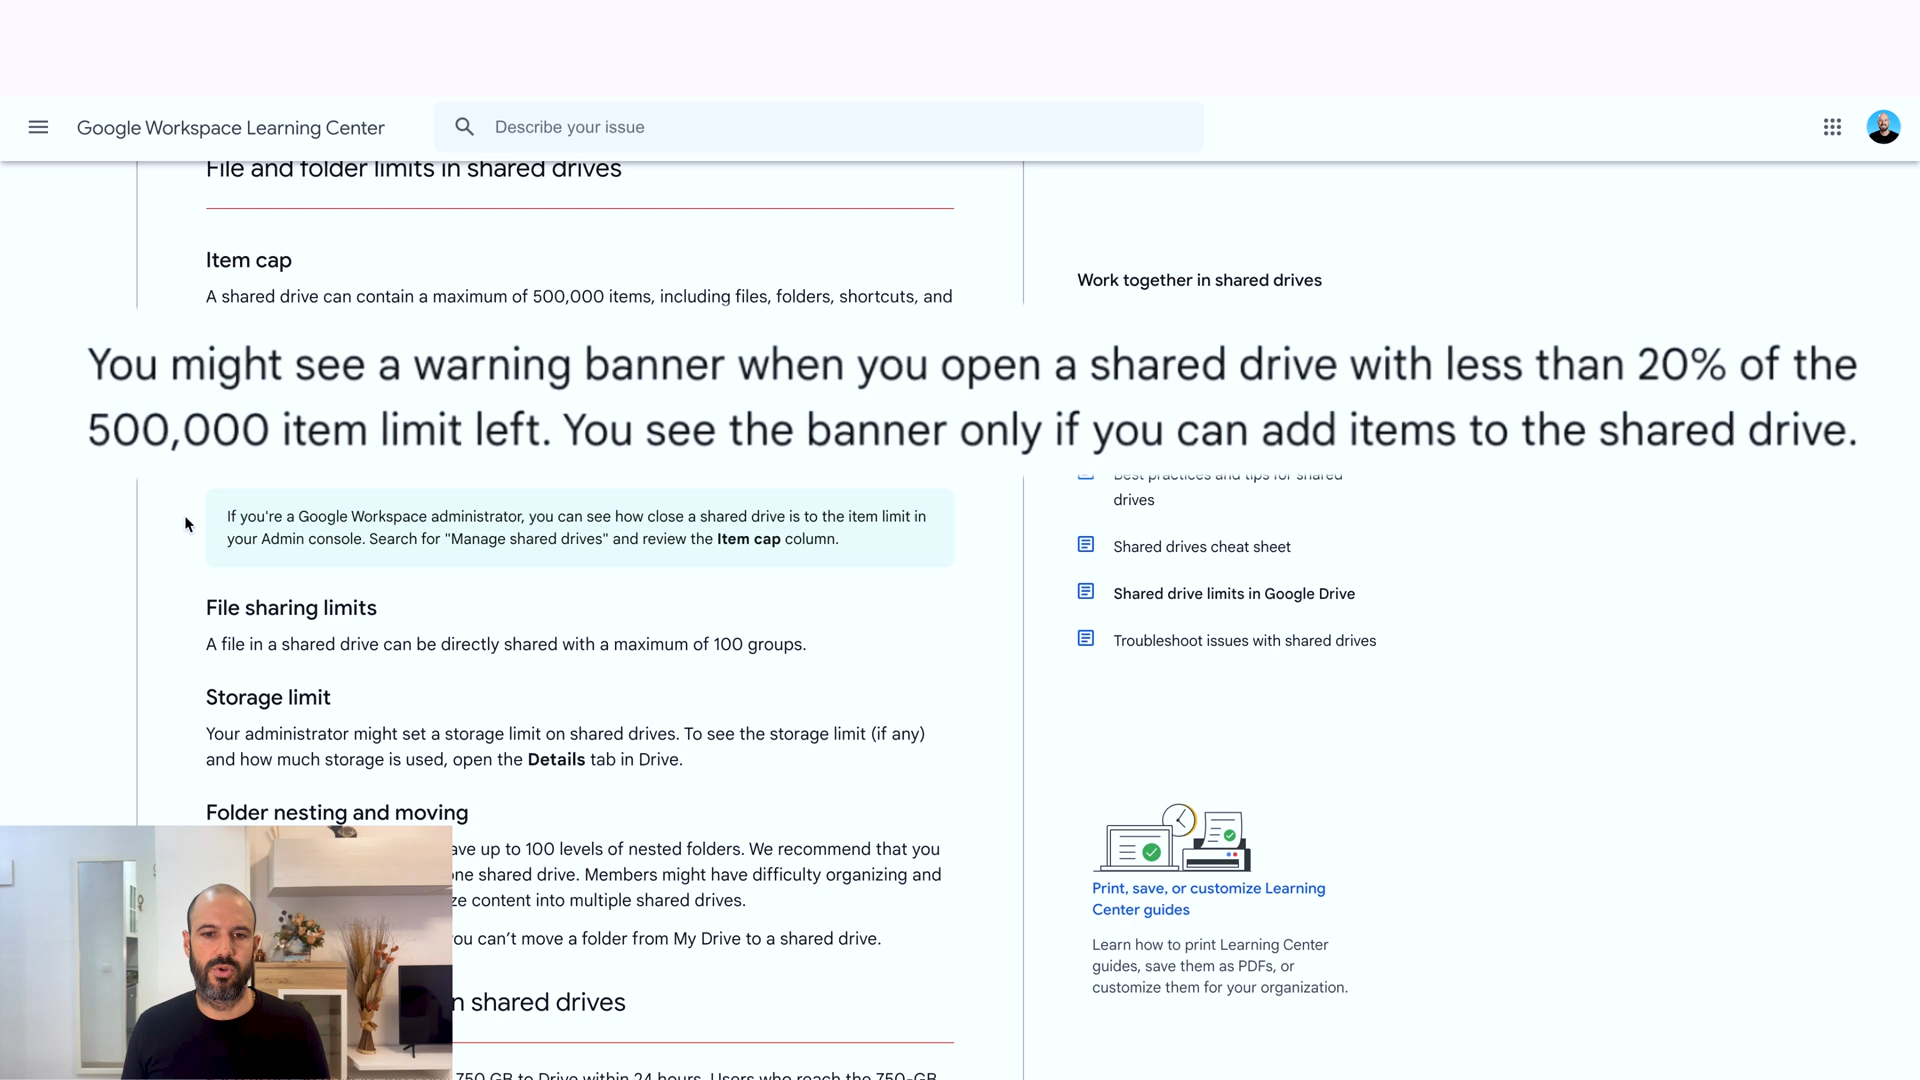 Google Workspace Learning Center
Describe your issue
File and folder limits in shared drives
Item cap
A shared drive can contain a maximum of 500,000 items, including files, folders, shortcuts, and
You might see a warning banner when you open a shared drive with less than 20% of the
500,000 item limit left. You see the banner only if you can add items to the shared drive.
If you're a Google Workspace administrator, you can see how close a shared drive is to the item limit in
your Admin console. Search for "Manage shared drives" and review the Item cap column.
File sharing limits
A file in a shared drive can be directly shared with a maximum of 100 groups.
Storage limit
Your administrator might set a storage limit on shared drives. To see the storage limit (if any)
and how much storage is used, open the Details tab in Drive.
Folder nesting and moving
ave up to 100 levels of nested folders. We recommend that you
one shared drive. Members might have difficulty organizing and
ze content into multiple shared drives.
you can't move a folder from My Drive to a shared drive.
n shared drives
750 GB to Drive within 24 hours. Users who reach the 750-GB
Work together in shared drives
Best practices and tips for shared
drives
Shared drives cheat sheet
Shared drive limits in Google Drive
Troubleshoot issues with shared drives
Print, save, or customize Learning
Center guides
Learn how to print Learning Center
guides, save them as PDFs, or
customize them for your organization.